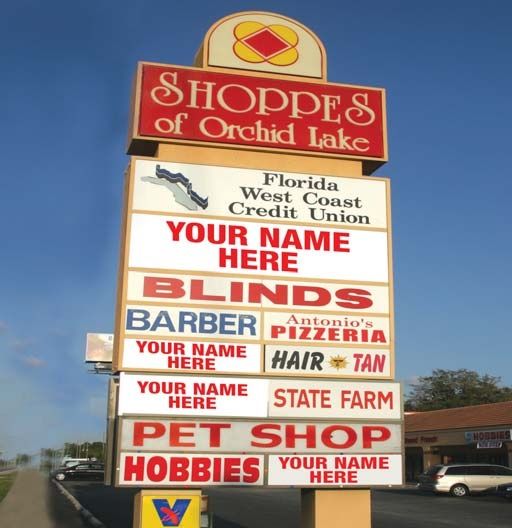 SHOPPES
of Orchid Lake
Florida
West Coast
Credit Union
YOUR NAME
HERE
BLINDS
BARBER
Antonio's
PIZZERIA
YOUR NAME
HERE
HAIR TAN
YOUR NAME
HERE
STATE FARM
PET SHOP
HOBBIES
YOUR NAME
HERE
V
HOBBIES